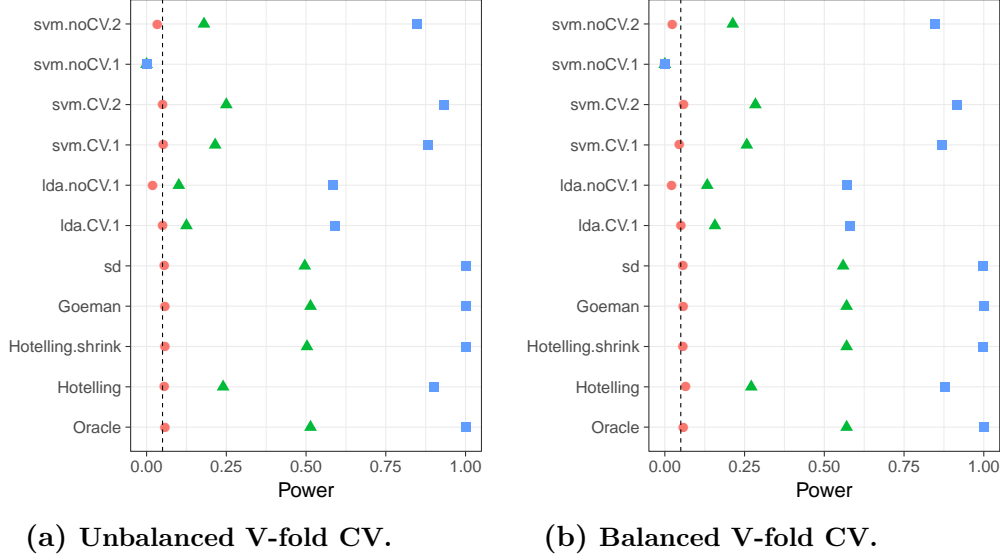 svm.noCV.2
svm.noCV.1
svm.CV.2
svm.CV.1
lda.noCV.1
lda.CV.1
sd
Goeman
Hotelling.shrink
Hotelling
Oracle
0.00 0.25 0.50 0.75 1.00
Power
(a) Unbalanced V-fold CV.
svm.noCV.2
svm.noCV.1
svm.CV.2
svm.CV.1
lda.noCV.1
lda.CV.1
sd
Goeman
Hotelling.shrink
Hotelling
Oracle
0.00 0.25 0.50 0.75 1.00
Power
(b) Balanced V-fold CV.